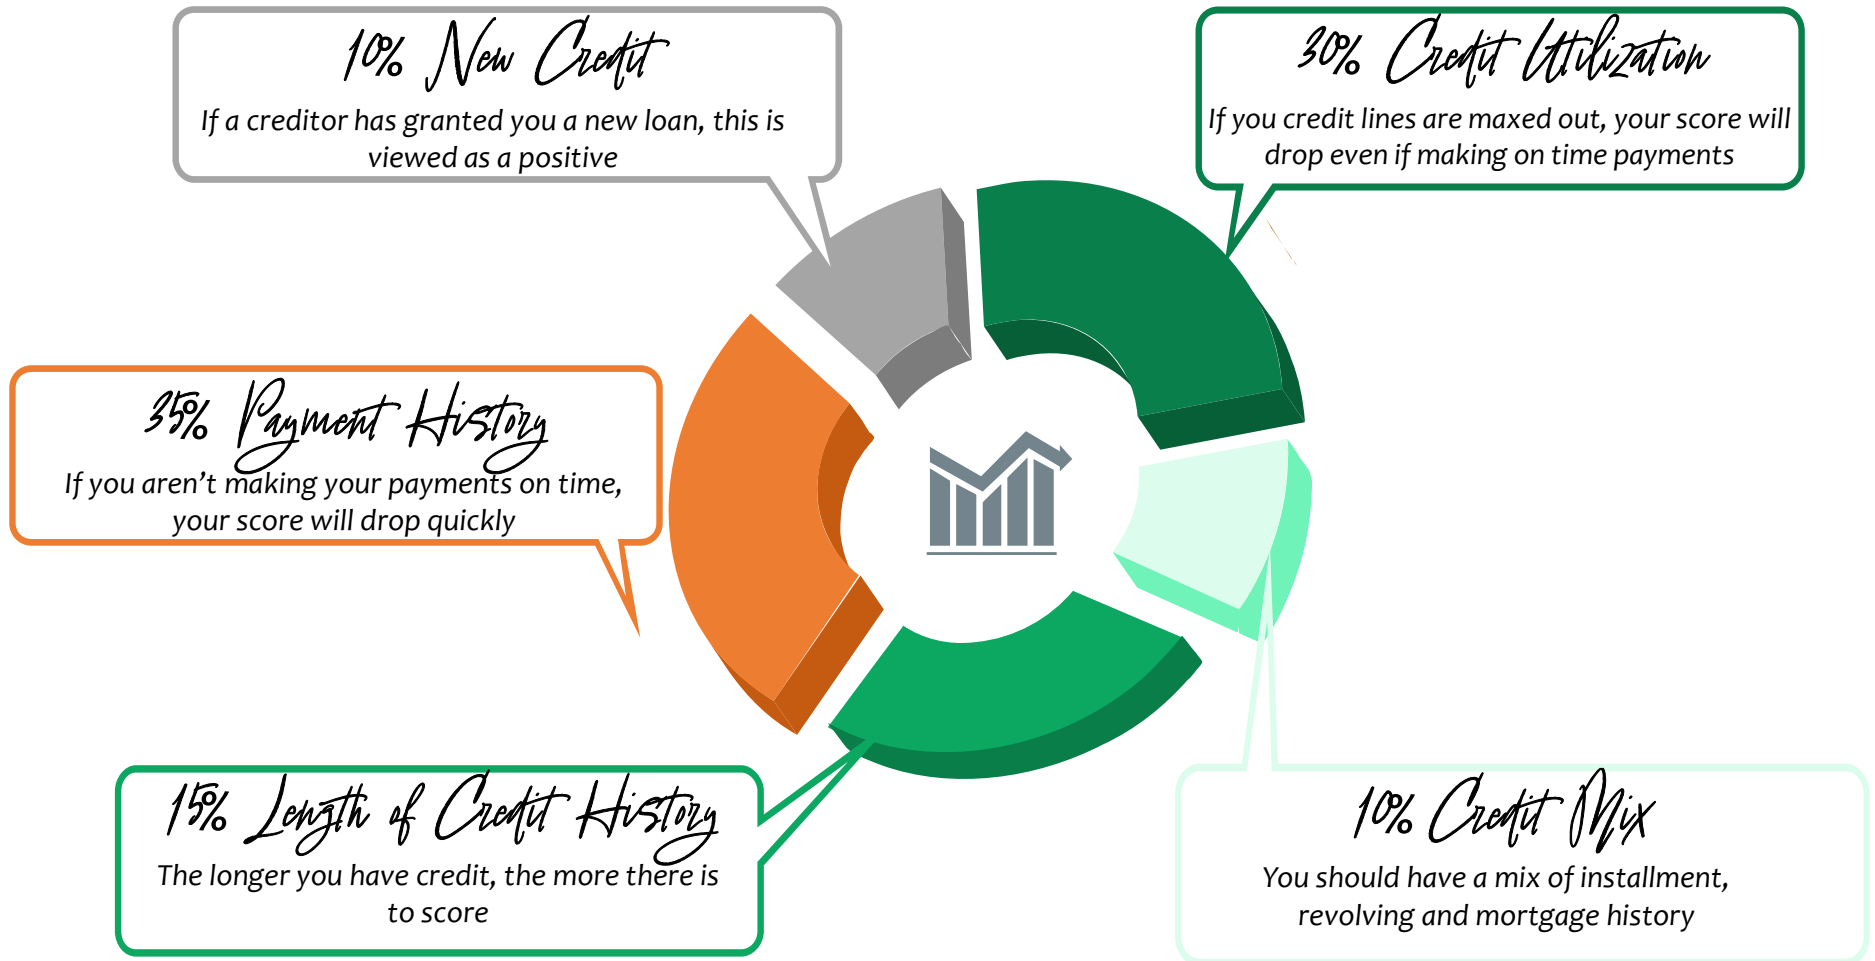 10% New Credit
If a creditor has granted you a new loan, this is
viewed as a positive
30% Credit Utilization
If you credit lines are maxed out, your score will
drop even if making on time payments
35% Payment History
If you aren't making your payments on time,
your score will drop quickly
15% Length of Credit History
The longer you have credit, the more there is
to score
10% Credit Mix
You should have a mix of installment,
revolving and mortgage history